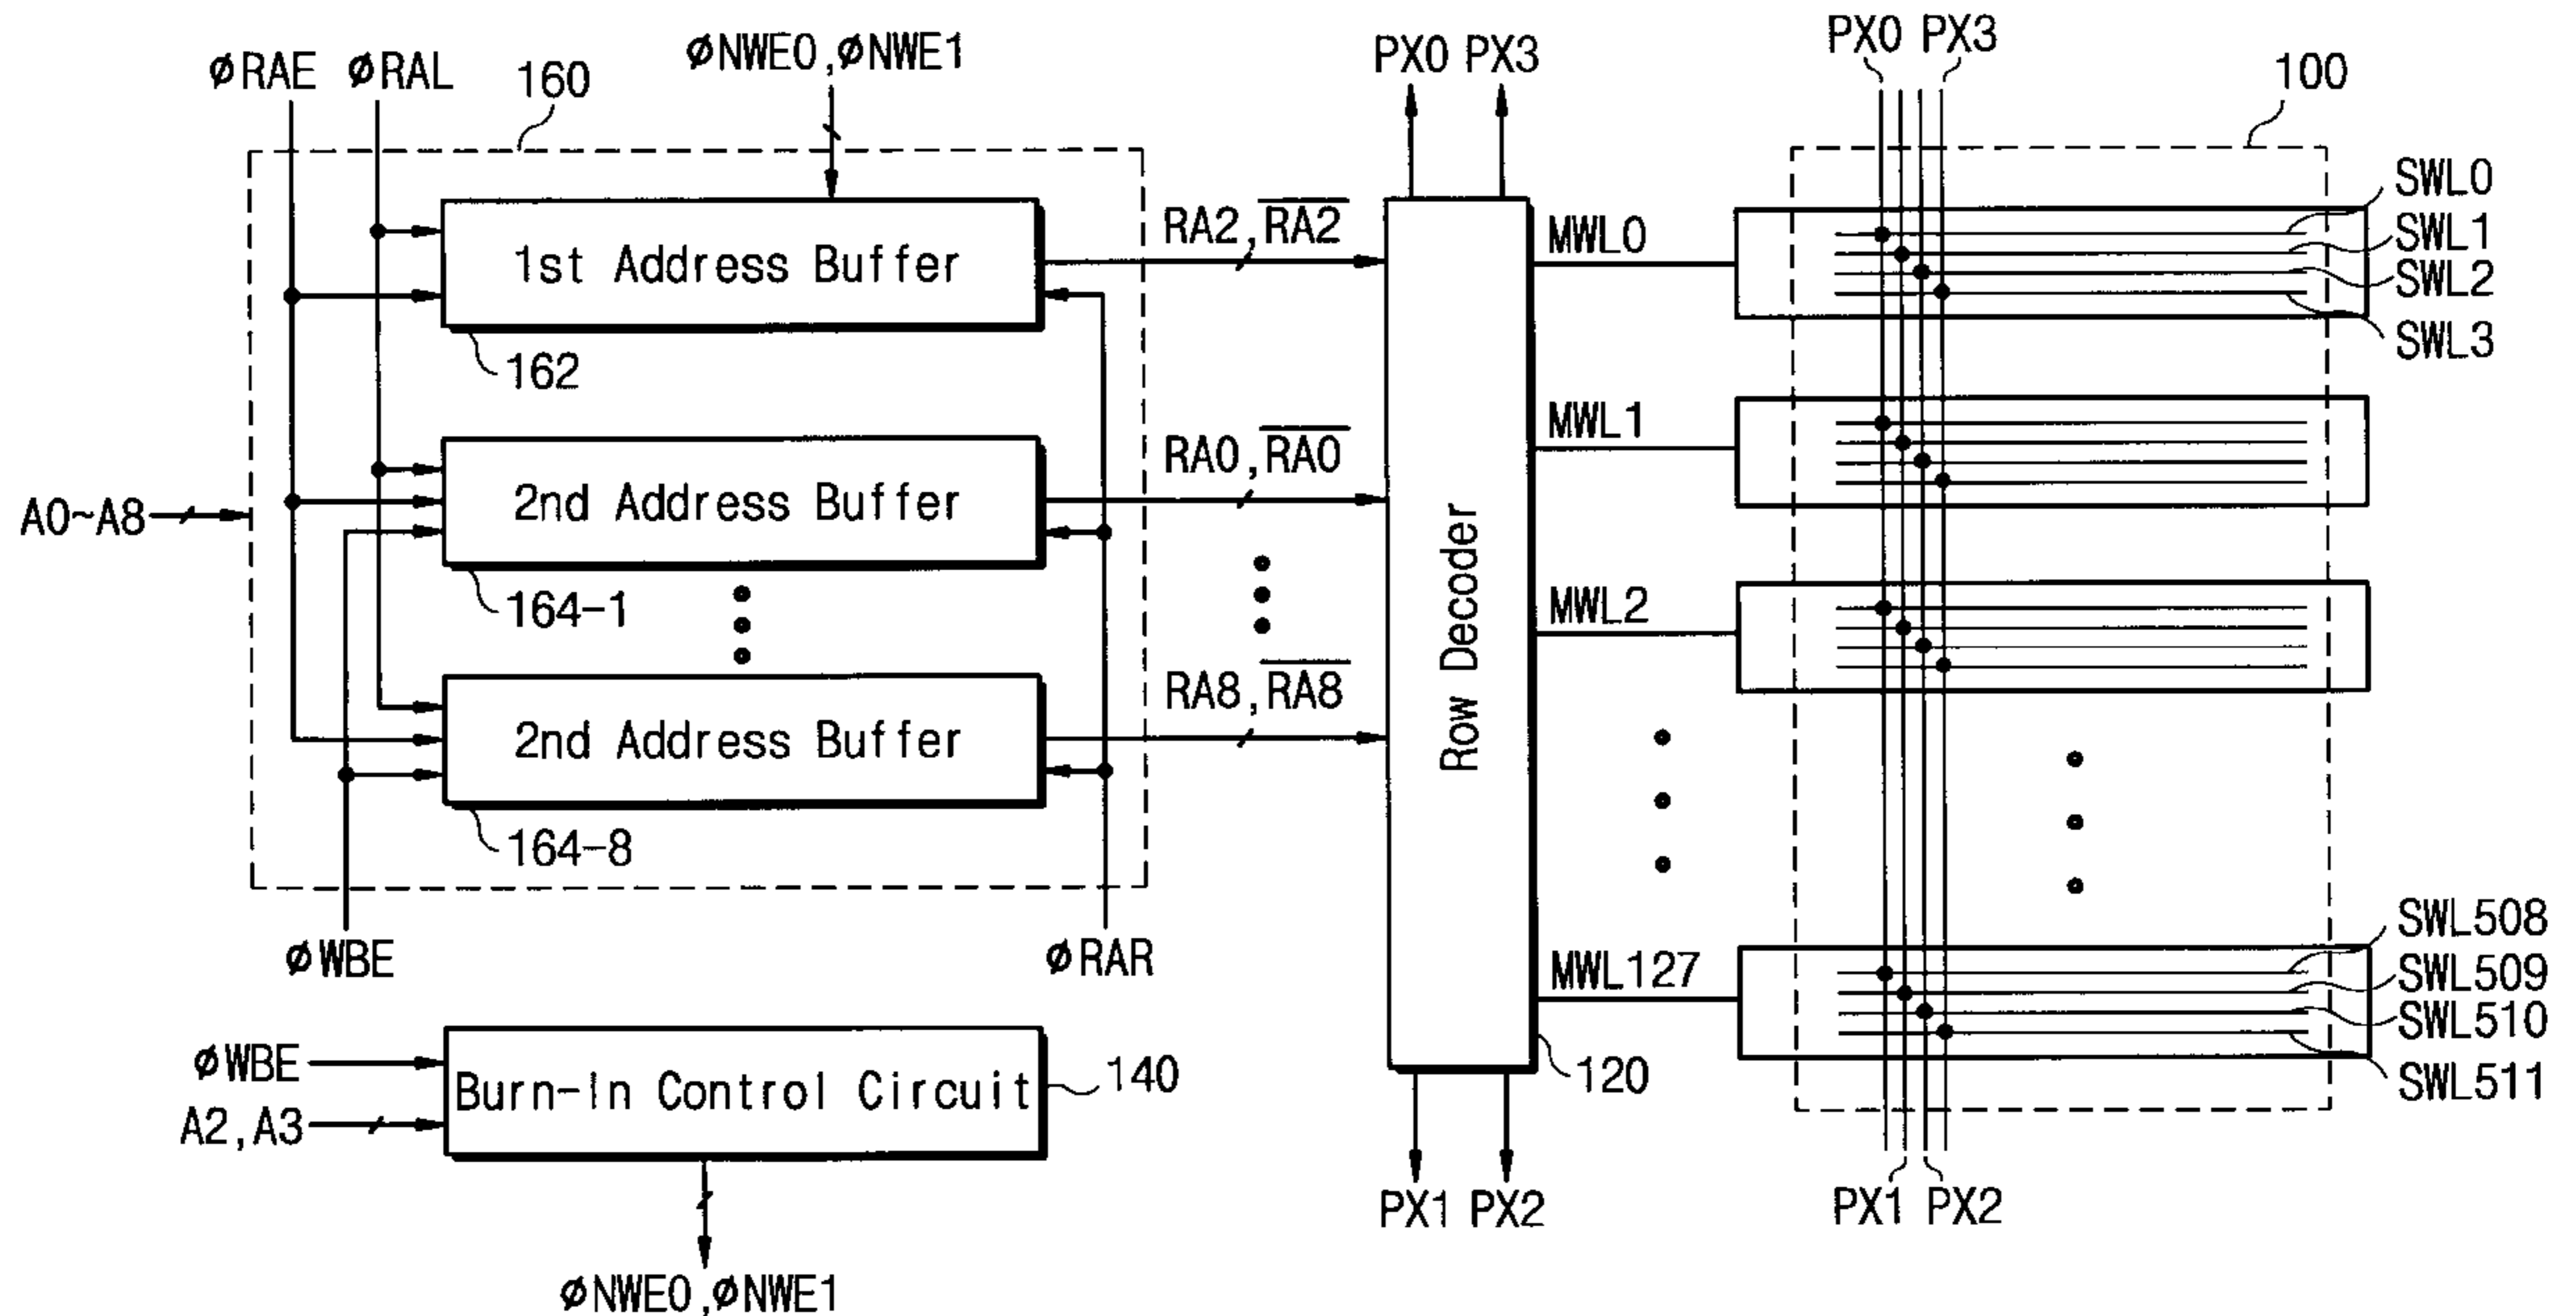 øRAE øRAL
160
øNWE0,øNWE1
PX0 PX3
PX0 PX3
100
1st Address Buffer
162
RA2,RA2
MWL0
SWL0
SWL1
SWL2
SWL3
A0~A8
2nd Address Buffer
164-1
RA0,RA0
MWL1
Row Decoder
MWL2
2nd Address Buffer
164-8
RA8,RA8
øWBE
øRAR
MWL127
SWL508
SWL509
SWL510
SWL511
øWBE
A2,A3
Burn-In Control Circuit
140
120
øNWE0,øNWE1
PX1 PX2
PX1 PX2